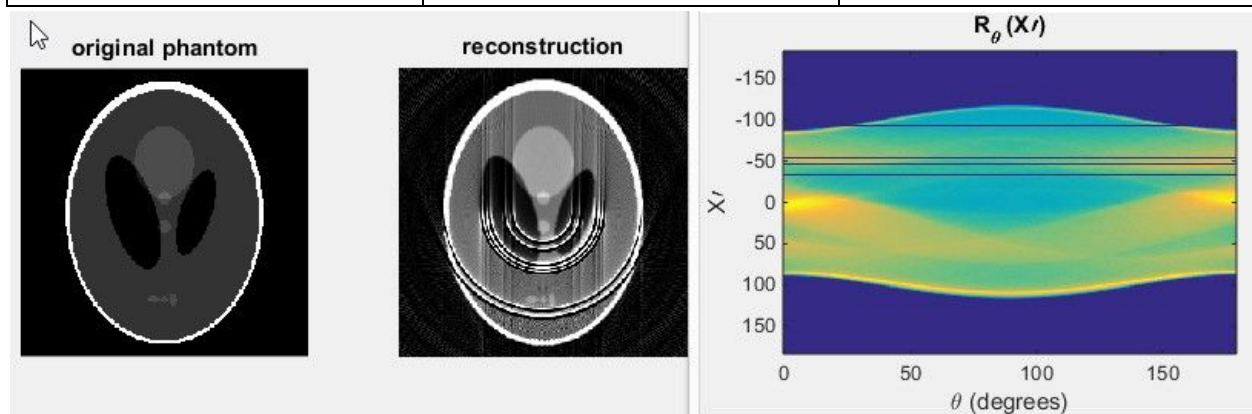 original phantom
reconstruction
R_θ (X′)
-150
-100
-50
0
50
100
150
X′
0
50
100
150
θ (degrees)